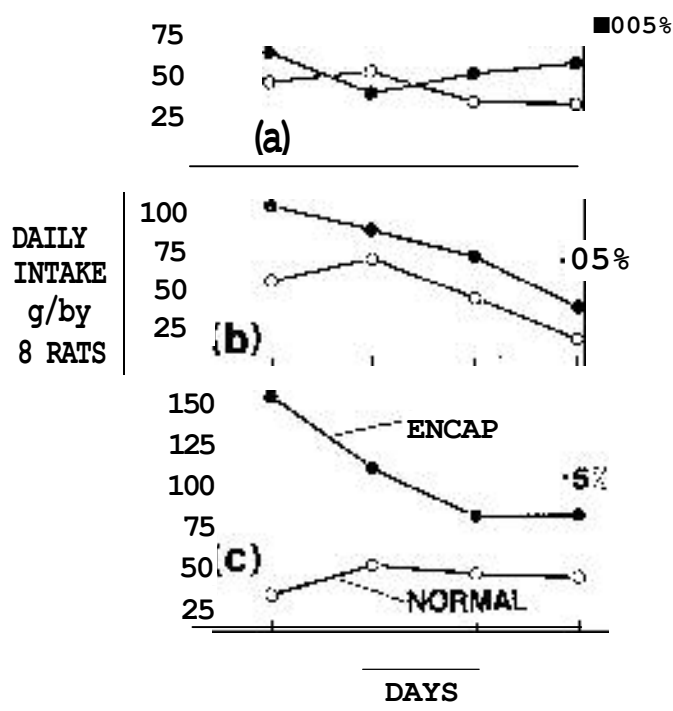 75
■005%
50
25
(a)
100
DAILY
75
INTAKE
·05%
50
g/by
25
8 RATS
(b)
150
ENCAP
125
100
·5%
75
50
(c)
NORMAL
25
DAYS